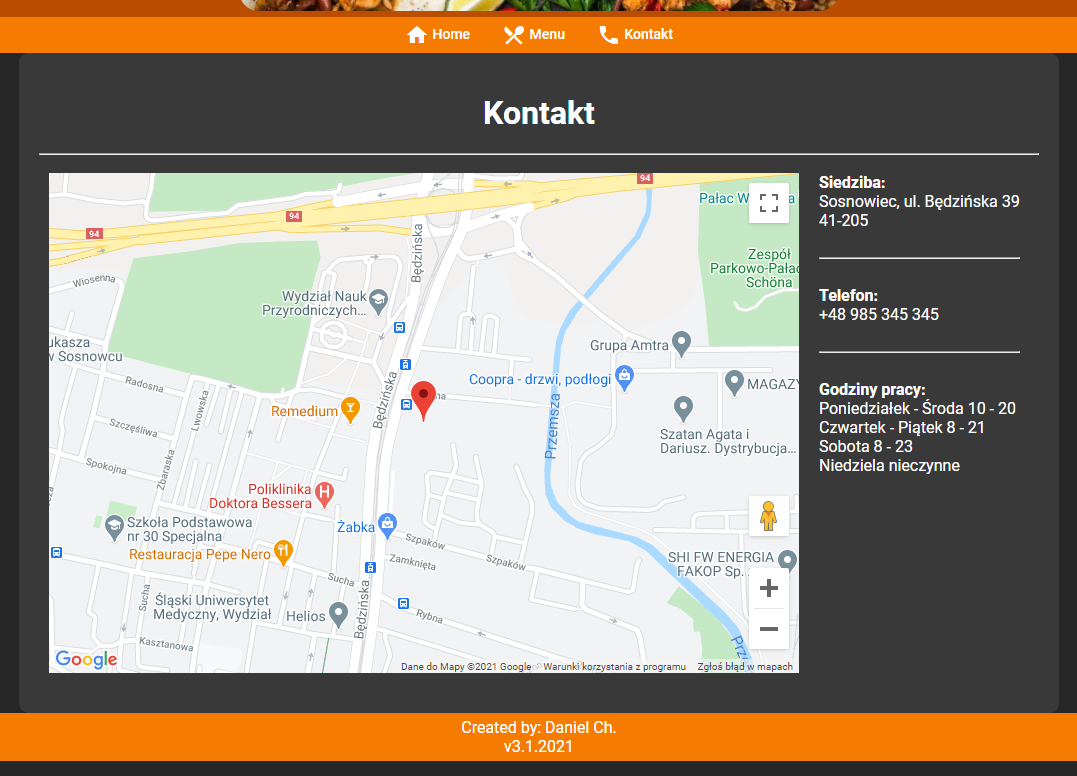 Home Menu Kontakt
Kontakt
94
94
94
Będzińska
Wiosenna
Wydział Nauk
Przyrodniczych...
ukasza
w Sosnowcu
Radosna
Lwowska
Szczęśliwa
Spokojna
Zbaraska
Remedium
Będzińska
Poliklinika
Doktora Bessera
Szkoła Podstawowa
nr 30 Specjalna
Restauracja Pepe Nero
Żabka
Szpaków
Zamknięta
Szpaków
Sucha
Sucha
Śląski Uniwersytet
Medyczny, Wydział
Helios
Będzińska
Rybna
Kasztanowa
Pałac W
Zespół
Parkowo-Pałac
Schöna
Grupa Amtra
Coopra - drzwi, podłogi
MAGAZY
Przemsza
Szatan Agata i
Dariusz. Dystrybucja...
SHI FW ENERGIA
FAKOP Sp.
Google
Dane do Mapy ©2021 Google
Warunki korzystania z programu
Zgłoś błąd w mapach
Siedziba:
Sosnowiec, ul. Będzińska 39
41-205
Telefon:
+48 985 345 345
Godziny pracy:
Poniedziałek - Środa 10 - 20
Czwartek - Piątek 8 - 21
Sobota 8 - 23
Niedziela nieczynne
Created by: Daniel Ch.
v3.1.2021